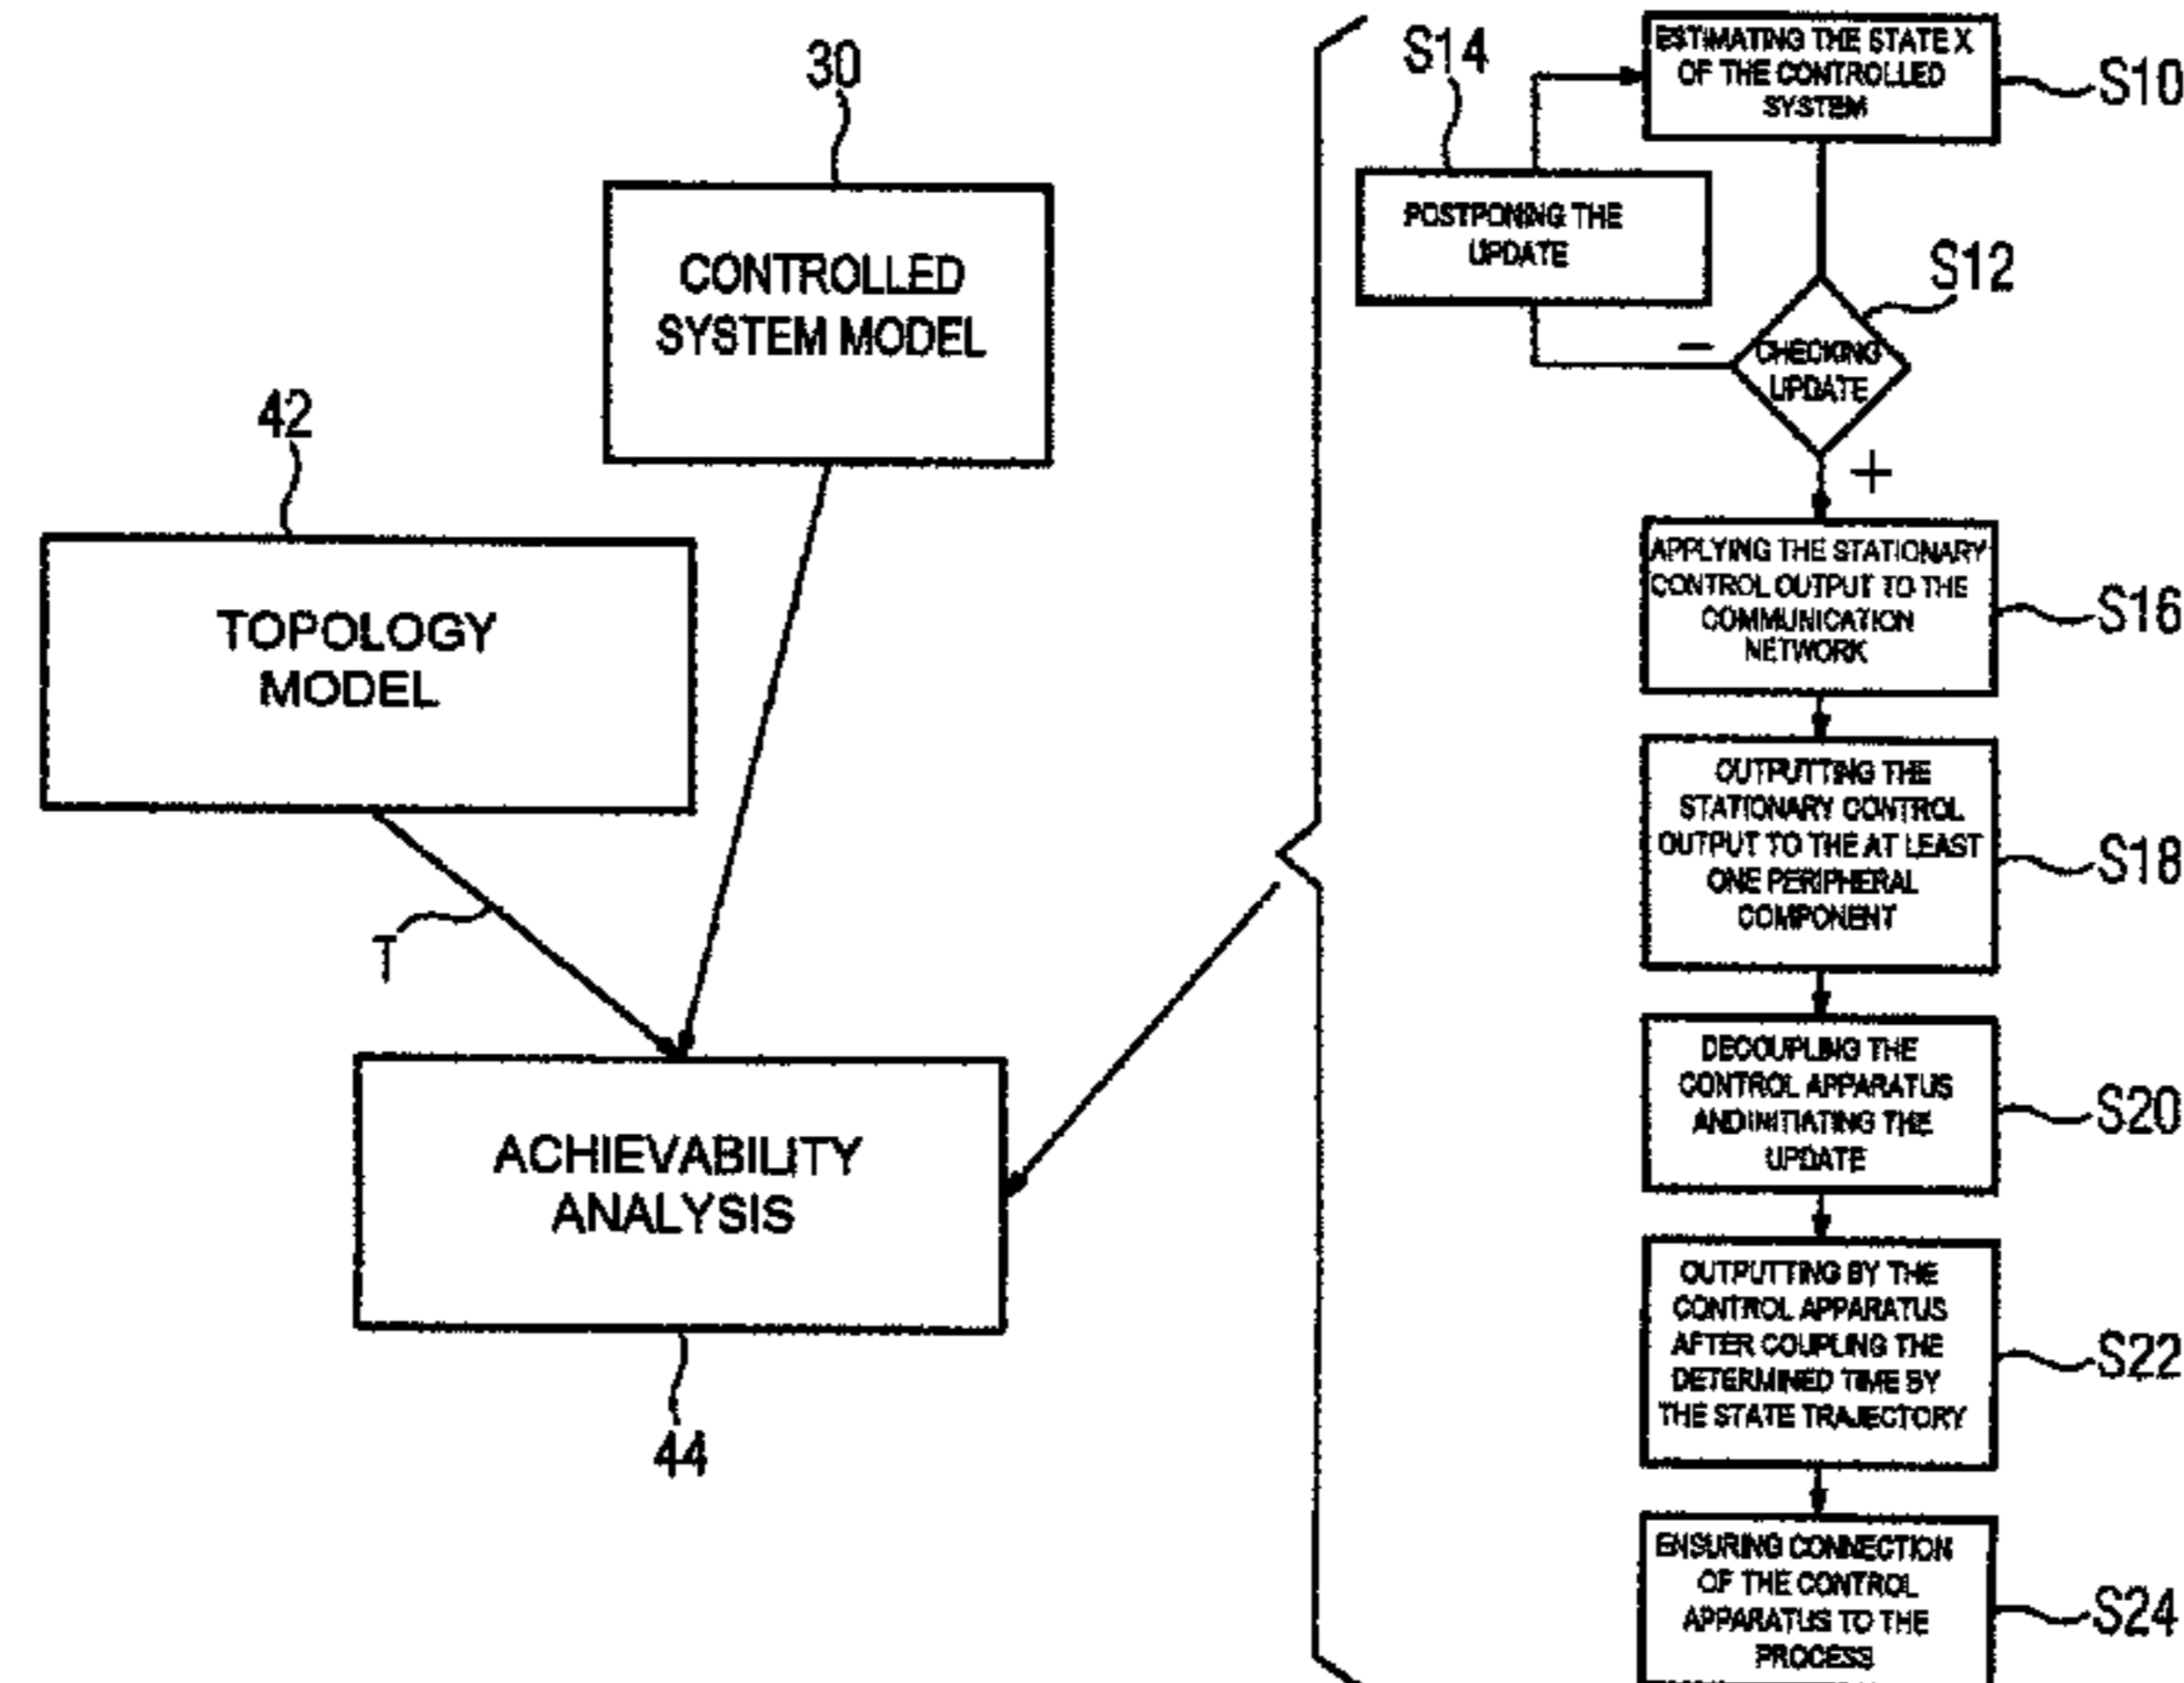 30
CONTROLLED
SYSTEM MODEL
42
TOPOLOGY
MODEL
T
ACHIEVABILITY
ANALYSIS
44
ESTIMATING THE STATE X
OF THE CONTROLLED
SYSTEM
S10
S14
POSTPONING THE
UPDATE
S12
CHECKING
UPDATE
−
+
APPLYING THE STATIONARY
CONTROL OUTPUT TO THE
COMMUNICATION
NETWORK
S16
OUTPUTTING THE
STATIONARY CONTROL
OUTPUT TO THE AT LEAST
ONE PERIPHERAL
COMPONENT
S18
DECOUPLING THE
CONTROL APPARATUS
AND INITIATING THE
UPDATE
S20
OUTPUTTING BY THE
CONTROL APPARATUS
AFTER COUPLING THE
DETERMINED TIME BY
THE STATE TRAJECTORY
S22
ENSURING CONNECTION
OF THE CONTROL
APPARATUS TO THE
PROCESS
S24